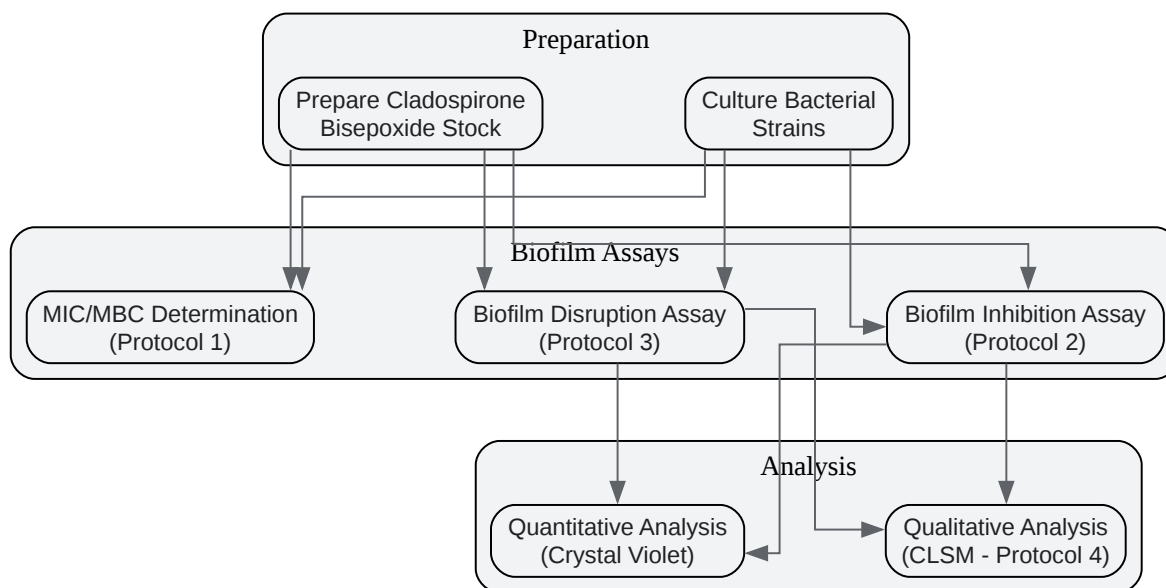 Preparation
Prepare Cladospirone
Bisepoxide Stock
Culture Bacterial
Strains
Biofilm Assays
MIC/MBC Determination
(Protocol 1)
Biofilm Disruption Assay
(Protocol 3)
Biofilm Inhibition Assay
(Protocol 2)
Analysis
Quantitative Analysis
(Crystal Violet)
Qualitative Analysis
(CLSM - Protocol 4)